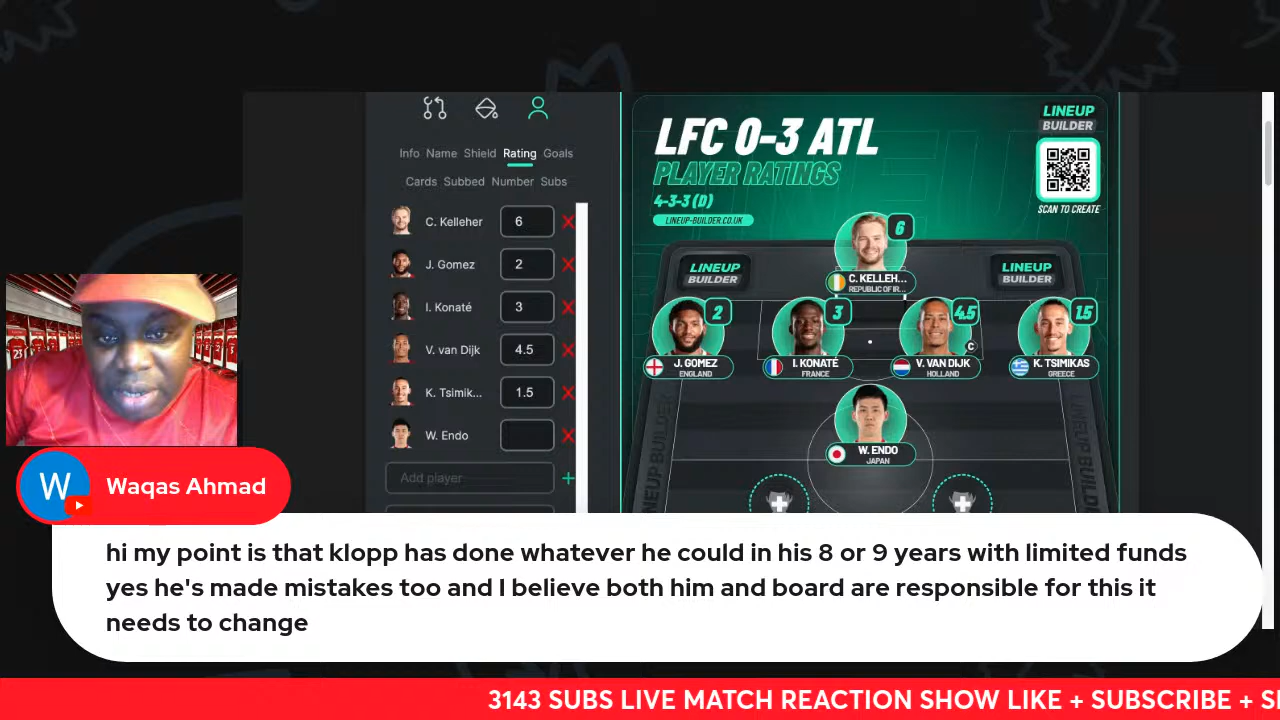 Info Name Shield Rating Goals
Cards Subbed Number Subs
C. Kelleher 6
J. Gomez 2
I. Konaté 3
V. van Dijk 4.5
K. Tsimik... 1.5
W. Endo
Add player
LFC 0-3 ATL
PLAYER RATINGS
4-3-3 (D)
LINEUP-BUILDER.CO.UK
LINEUP
BUILDER
SCAN TO CREATE
6
C. KELLEH...
REPUBLIC OF IR...
LINEUP
BUILDER
LINEUP
BUILDER
2
J. GOMEZ
ENGLAND
3
I. KONATÉ
FRANCE
4.5
C
V. VAN DIJK
HOLLAND
1.5
K. TSIMIKAS
GREECE
W. ENDO
JAPAN
W
Waqas Ahmad
hi my point is that klopp has done whatever he could in his 8 or 9 years with limited funds
yes he's made mistakes too and I believe both him and board are responsible for this it
needs to change
3143 SUBS LIVE MATCH REACTION SHOW LIKE + SUBSCRIBE +